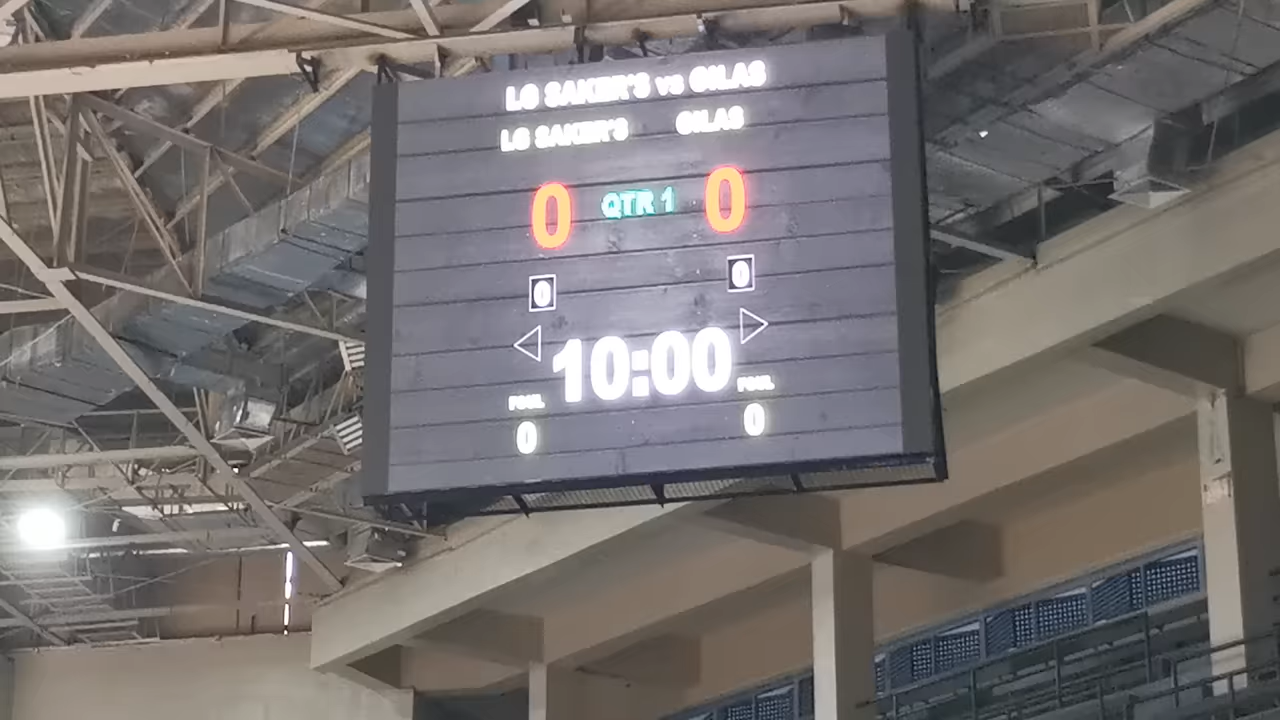 LG SAKER'S vs GILAS
LG SAKER'S GILAS
0 QTR 1 0
0 0
10:00
FOUL FOUL
0 0